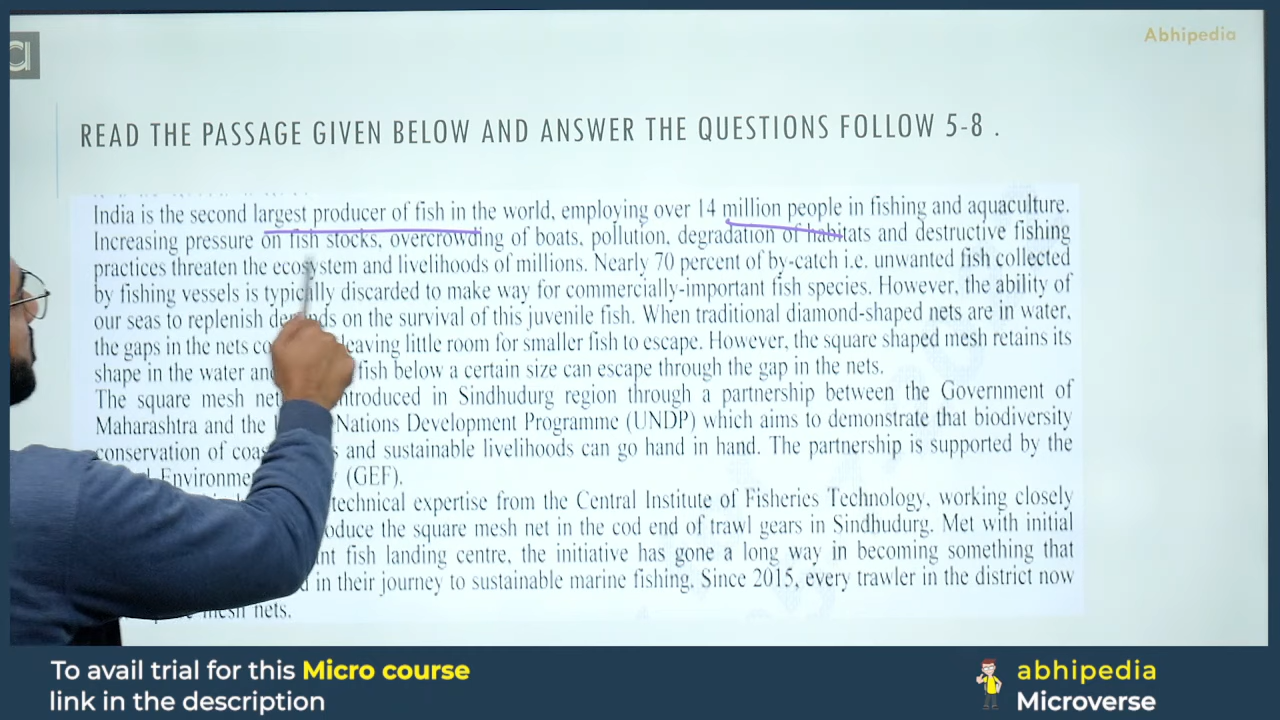 a
Abhipedia
READ THE PASSAGE GIVEN BELOW AND ANSWER THE QUESTIONS FOLLOW 5-8 .
India is the second largest producer of fish in the world, employing over 14 million people in fishing and aquaculture.
Increasing pressure on fish stocks, overcrowding of boats, pollution, degradation of habitats and destructive fishing
practices threaten the ecosystem and livelihoods of millions. Nearly 70 percent of by-catch i.e. unwanted fish collected
by fishing vessels is typically discarded to make way for commercially-important fish species. However, the ability of
our seas to replenish depends on the survival of this juvenile fish. When traditional diamond-shaped nets are in water,
the gaps in the nets leaving little room for smaller fish to escape. However, the square shaped mesh retains its
shape in the water and fish below a certain size can escape through the gap in the nets.
The square mesh net introduced in Sindhudurg region through a partnership between the Government of
Maharashtra and the Nations Development Programme (UNDP) which aims to demonstrate that biodiversity
conservation of and sustainable livelihoods can go hand in hand. The partnership is supported by the
(GEF).
technical expertise from the Central Institute of Fisheries Technology, working closely
the square mesh net in the cod end of trawl gears in Sindhudurg. Met with initial
fish landing centre, the initiative has gone a long way in becoming something that
in their journey to sustainable marine fishing. Since 2015, every trawler in the district now
mesh nets.
To avail trial for this Micro course
link in the description
abhipedia
Microverse